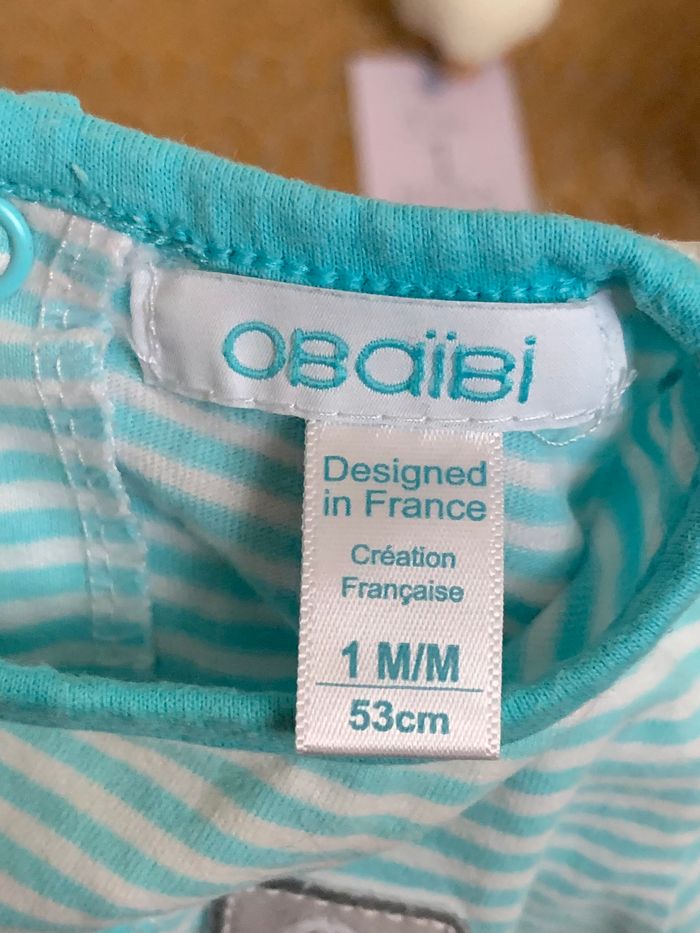 OBAÏBI
Designed
in France
Création
Française
1 M/M
53cm